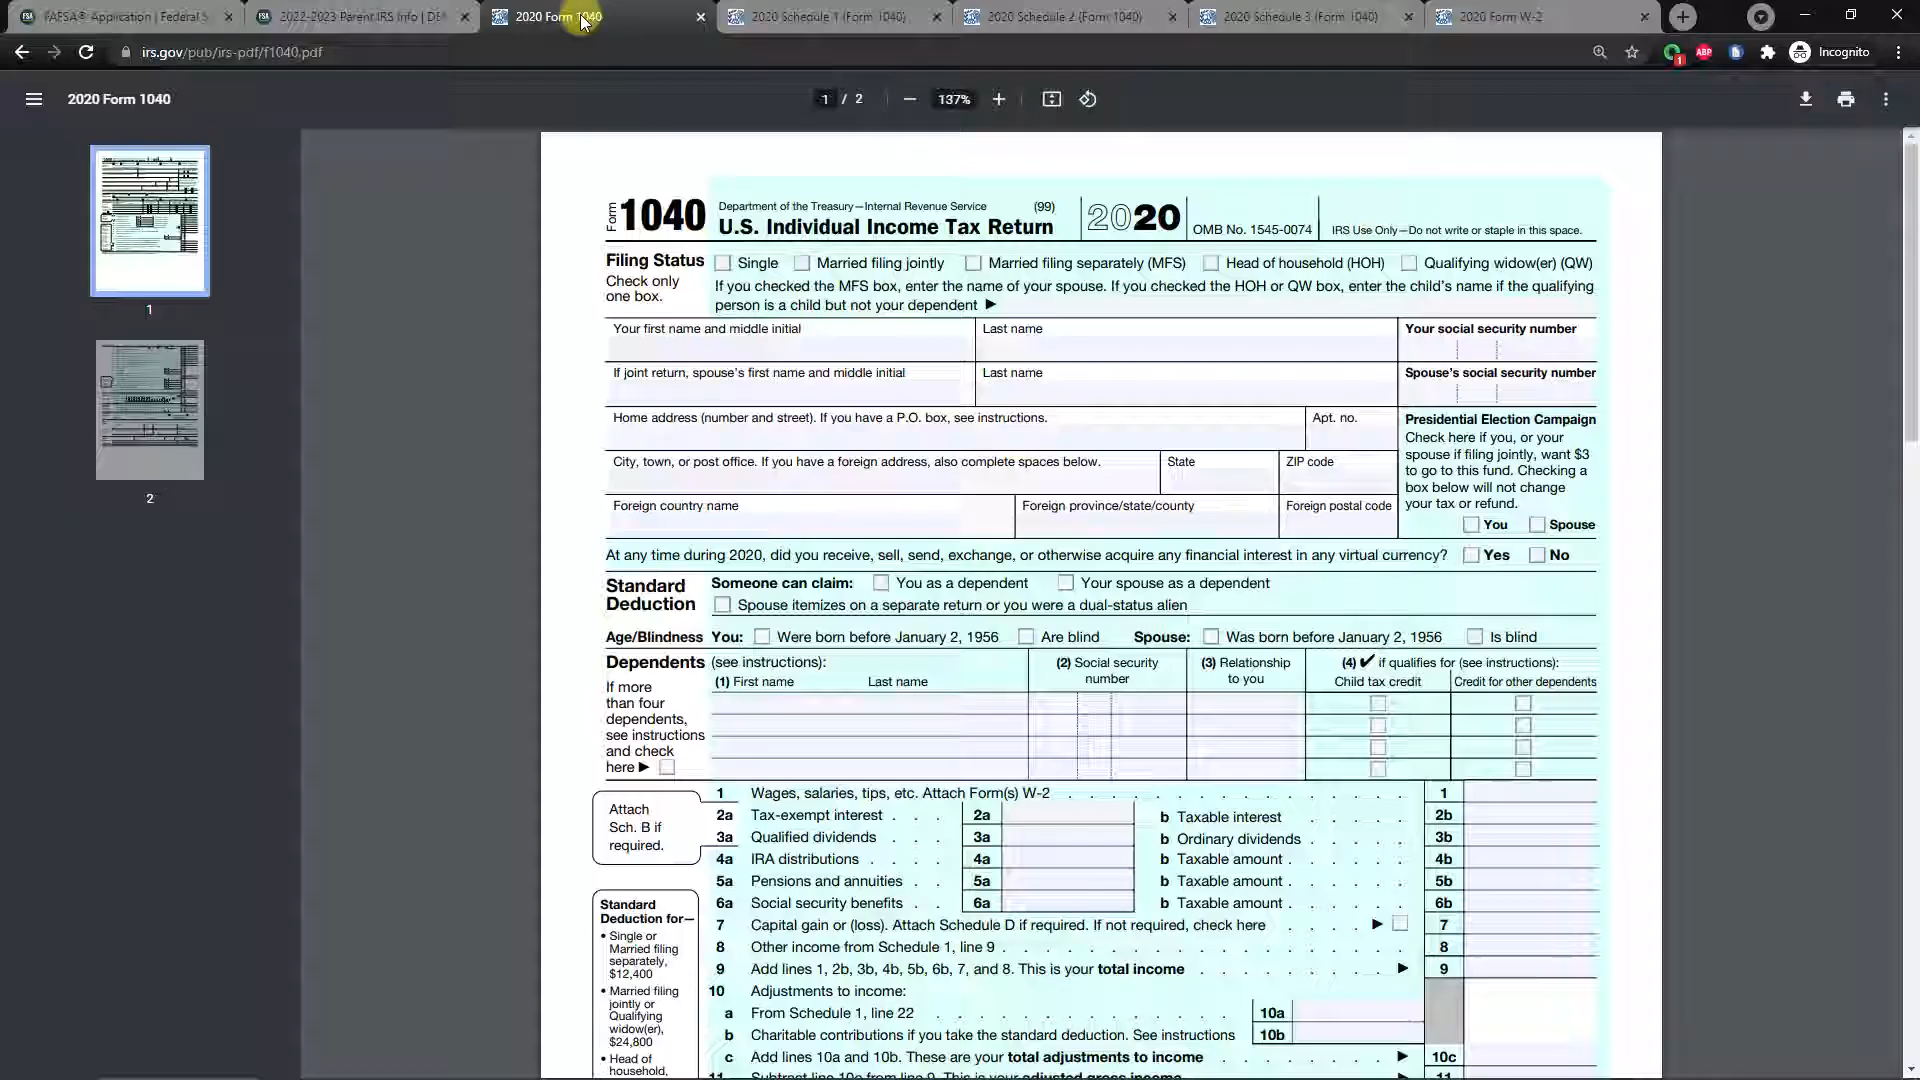 FAFSA® Application | Federal S
2022-2023 Parent IRS Info | DE
2020 Form 1040
2020 Schedule 1 (Form 1040)
2020 Schedule 2 (Form 1040)
2020 Schedule 3 (Form 1040)
2020 Form W-2
irs.gov/pub/irs-pdf/f1040.pdf
1
ABP
Incognito
2020 Form 1040
1 / 2
137%
1
2
Form 1040
Department of the Treasury—Internal Revenue Service (99)
U.S. Individual Income Tax Return
2020
OMB No. 1545-0074
IRS Use Only—Do not write or staple in this space.
Filing Status
Check only
one box.
Single Married filing jointly Married filing separately (MFS) Head of household (HOH) Qualifying widow(er) (QW)
If you checked the MFS box, enter the name of your spouse. If you checked the HOH or QW box, enter the child's name if the qualifying
person is a child but not your dependent ▶
Your first name and middle initial
Last name
Your social security number
If joint return, spouse's first name and middle initial
Last name
Spouse's social security number
Home address (number and street). If you have a P.O. box, see instructions.
Apt. no.
City, town, or post office. If you have a foreign address, also complete spaces below.
State
ZIP code
Foreign country name
Foreign province/state/county
Foreign postal code
Presidential Election Campaign
Check here if you, or your
spouse if filing jointly, want $3
to go to this fund. Checking a
box below will not change
your tax or refund.
You Spouse
At any time during 2020, did you receive, sell, send, exchange, or otherwise acquire any financial interest in any virtual currency? Yes No
Standard
Deduction
Someone can claim: You as a dependent Your spouse as a dependent
Spouse itemizes on a separate return or you were a dual-status alien
Age/Blindness You: Were born before January 2, 1956 Are blind Spouse: Was born before January 2, 1956 Is blind
Dependents (see instructions):
(1) First name Last name
(2) Social security
number
(3) Relationship
to you
(4) ✔ if qualifies for (see instructions):
Child tax credit Credit for other dependents
If more
than four
dependents,
see instructions
and check
here ▶
Attach
Sch. B if
required.
1 Wages, salaries, tips, etc. Attach Form(s) W-2 . . . . . . . . . . . . . . . . 1
2a Tax-exempt interest . . . 2a b Taxable interest . . . . . 2b
3a Qualified dividends . . . 3a b Ordinary dividends . . . . . 3b
4a IRA distributions . . . . 4a b Taxable amount . . . . . . 4b
5a Pensions and annuities . . 5a b Taxable amount . . . . . . 5b
6a Social security benefits . . 6a b Taxable amount . . . . . . 6b
7 Capital gain or (loss). Attach Schedule D if required. If not required, check here . . . . ▶ 7
8 Other income from Schedule 1, line 9 . . . . . . . . . . . . . . . . . . 8
9 Add lines 1, 2b, 3b, 4b, 5b, 6b, 7, and 8. This is your total income . . . . . . . . . ▶ 9
10 Adjustments to income:
a From Schedule 1, line 22 . . . . . . . . . . . . . 10a
b Charitable contributions if you take the standard deduction. See instructions 10b
c Add lines 10a and 10b. These are your total adjustments to income . . . . . . . . ▶ 10c
11 Subtract line 10c from line 9. This is your adjusted gross income 11
Standard
Deduction for—
• Single or
Married filing
separately,
$12,400
• Married filing
jointly or
Qualifying
widow(er),
$24,800
• Head of
household,